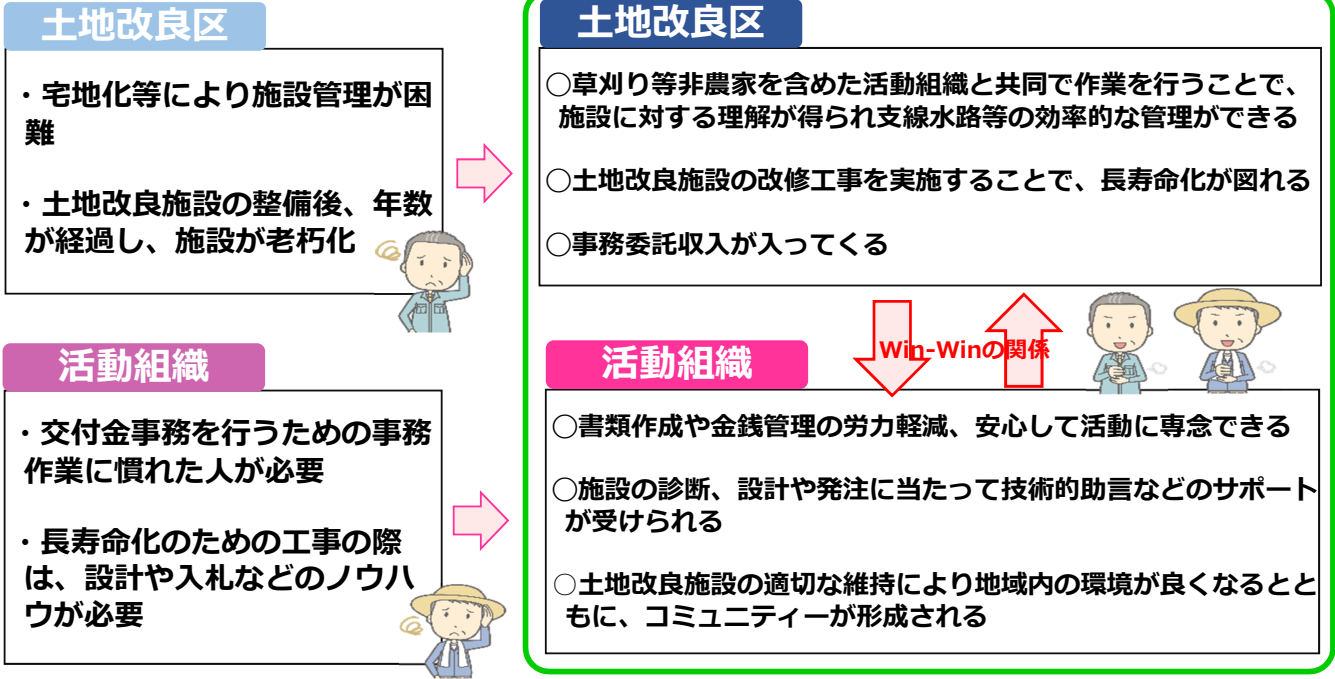 土地改良区
・宅地化等により施設管理が困
難
・土地改良施設の整備後、年数
が経過し、施設が老朽化
活動組織
・交付金事務を行うための事務
作業に慣れた人が必要
・長寿命化のための工事の際
は、設計や入札などのノウハ
ウが必要
土地改良区
○草刈り等非農家を含めた活動組織と共同で作業を行うことで、
施設に対する理解が得られ支線水路等の効率的な管理ができる
○土地改良施設の改修工事を実施することで、長寿命化が図れる
○事務委託収入が入ってくる
Win-Winの関係
活動組織
○書類作成や金銭管理の労力軽減、安心して活動に専念できる
○施設の診断、設計や発注に当たって技術的助言などのサポート
が受けられる
○土地改良施設の適切な維持により地域内の環境が良くなるとと
もに、コミュニティーが形成される